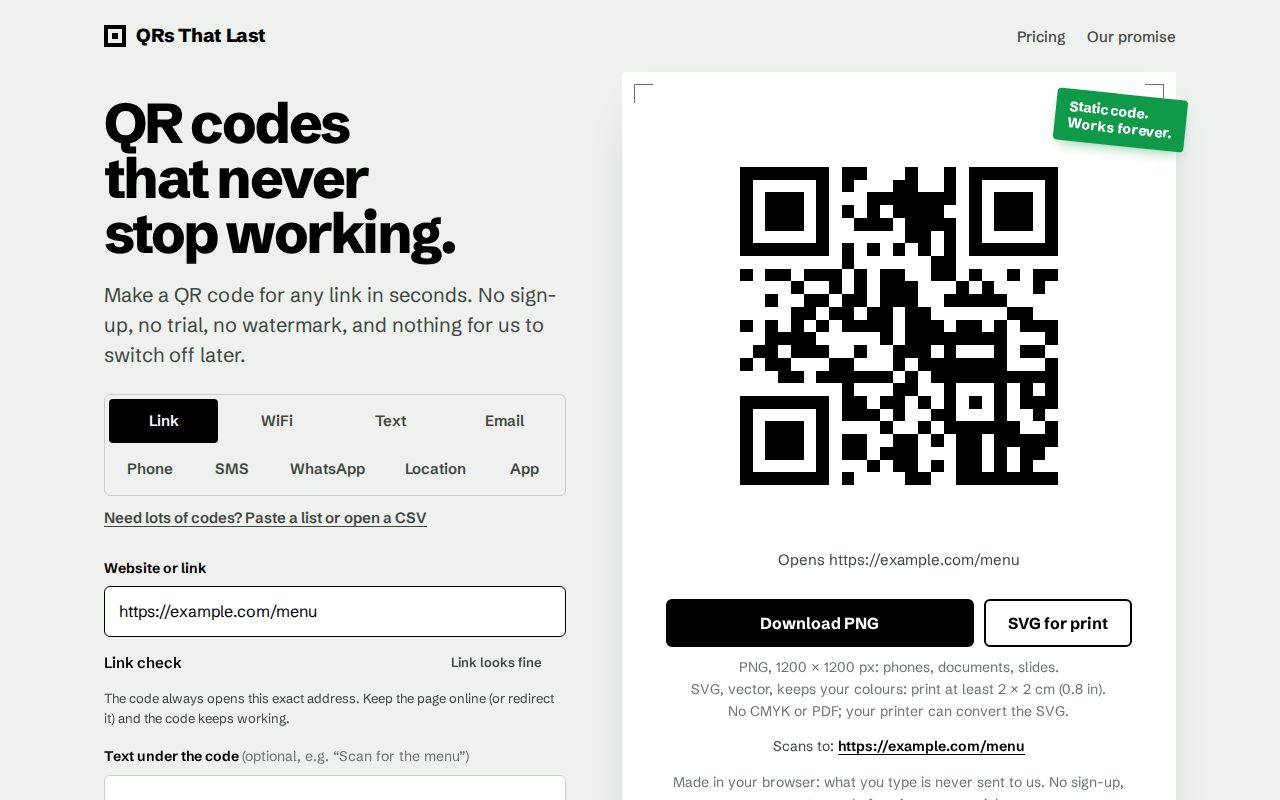 QRs That Last
Pricing
Our promise
QR codes
that never
stop working.
Make a QR code for any link in seconds. No sign-
up, no trial, no watermark, and nothing for us to
switch off later.
Link
WiFi
Text
Email
Phone
SMS
WhatsApp
Location
App
Need lots of codes? Paste a list or open a CSV
Website or link
https://example.com/menu
Link check
Link looks fine
The code always opens this exact address. Keep the page online (or redirect
it) and the code keeps working.
Text under the code (optional, e.g. “Scan for the menu”)
Static code.
Works forever.
Opens https://example.com/menu
Download PNG
SVG for print
PNG, 1200 × 1200 px: phones, documents, slides.
SVG, vector, keeps your colours: print at least 2 × 2 cm (0.8 in).
No CMYK or PDF; your printer can convert the SVG.
Scans to: https://example.com/menu
Made in your browser: what you type is never sent to us. No sign-up,